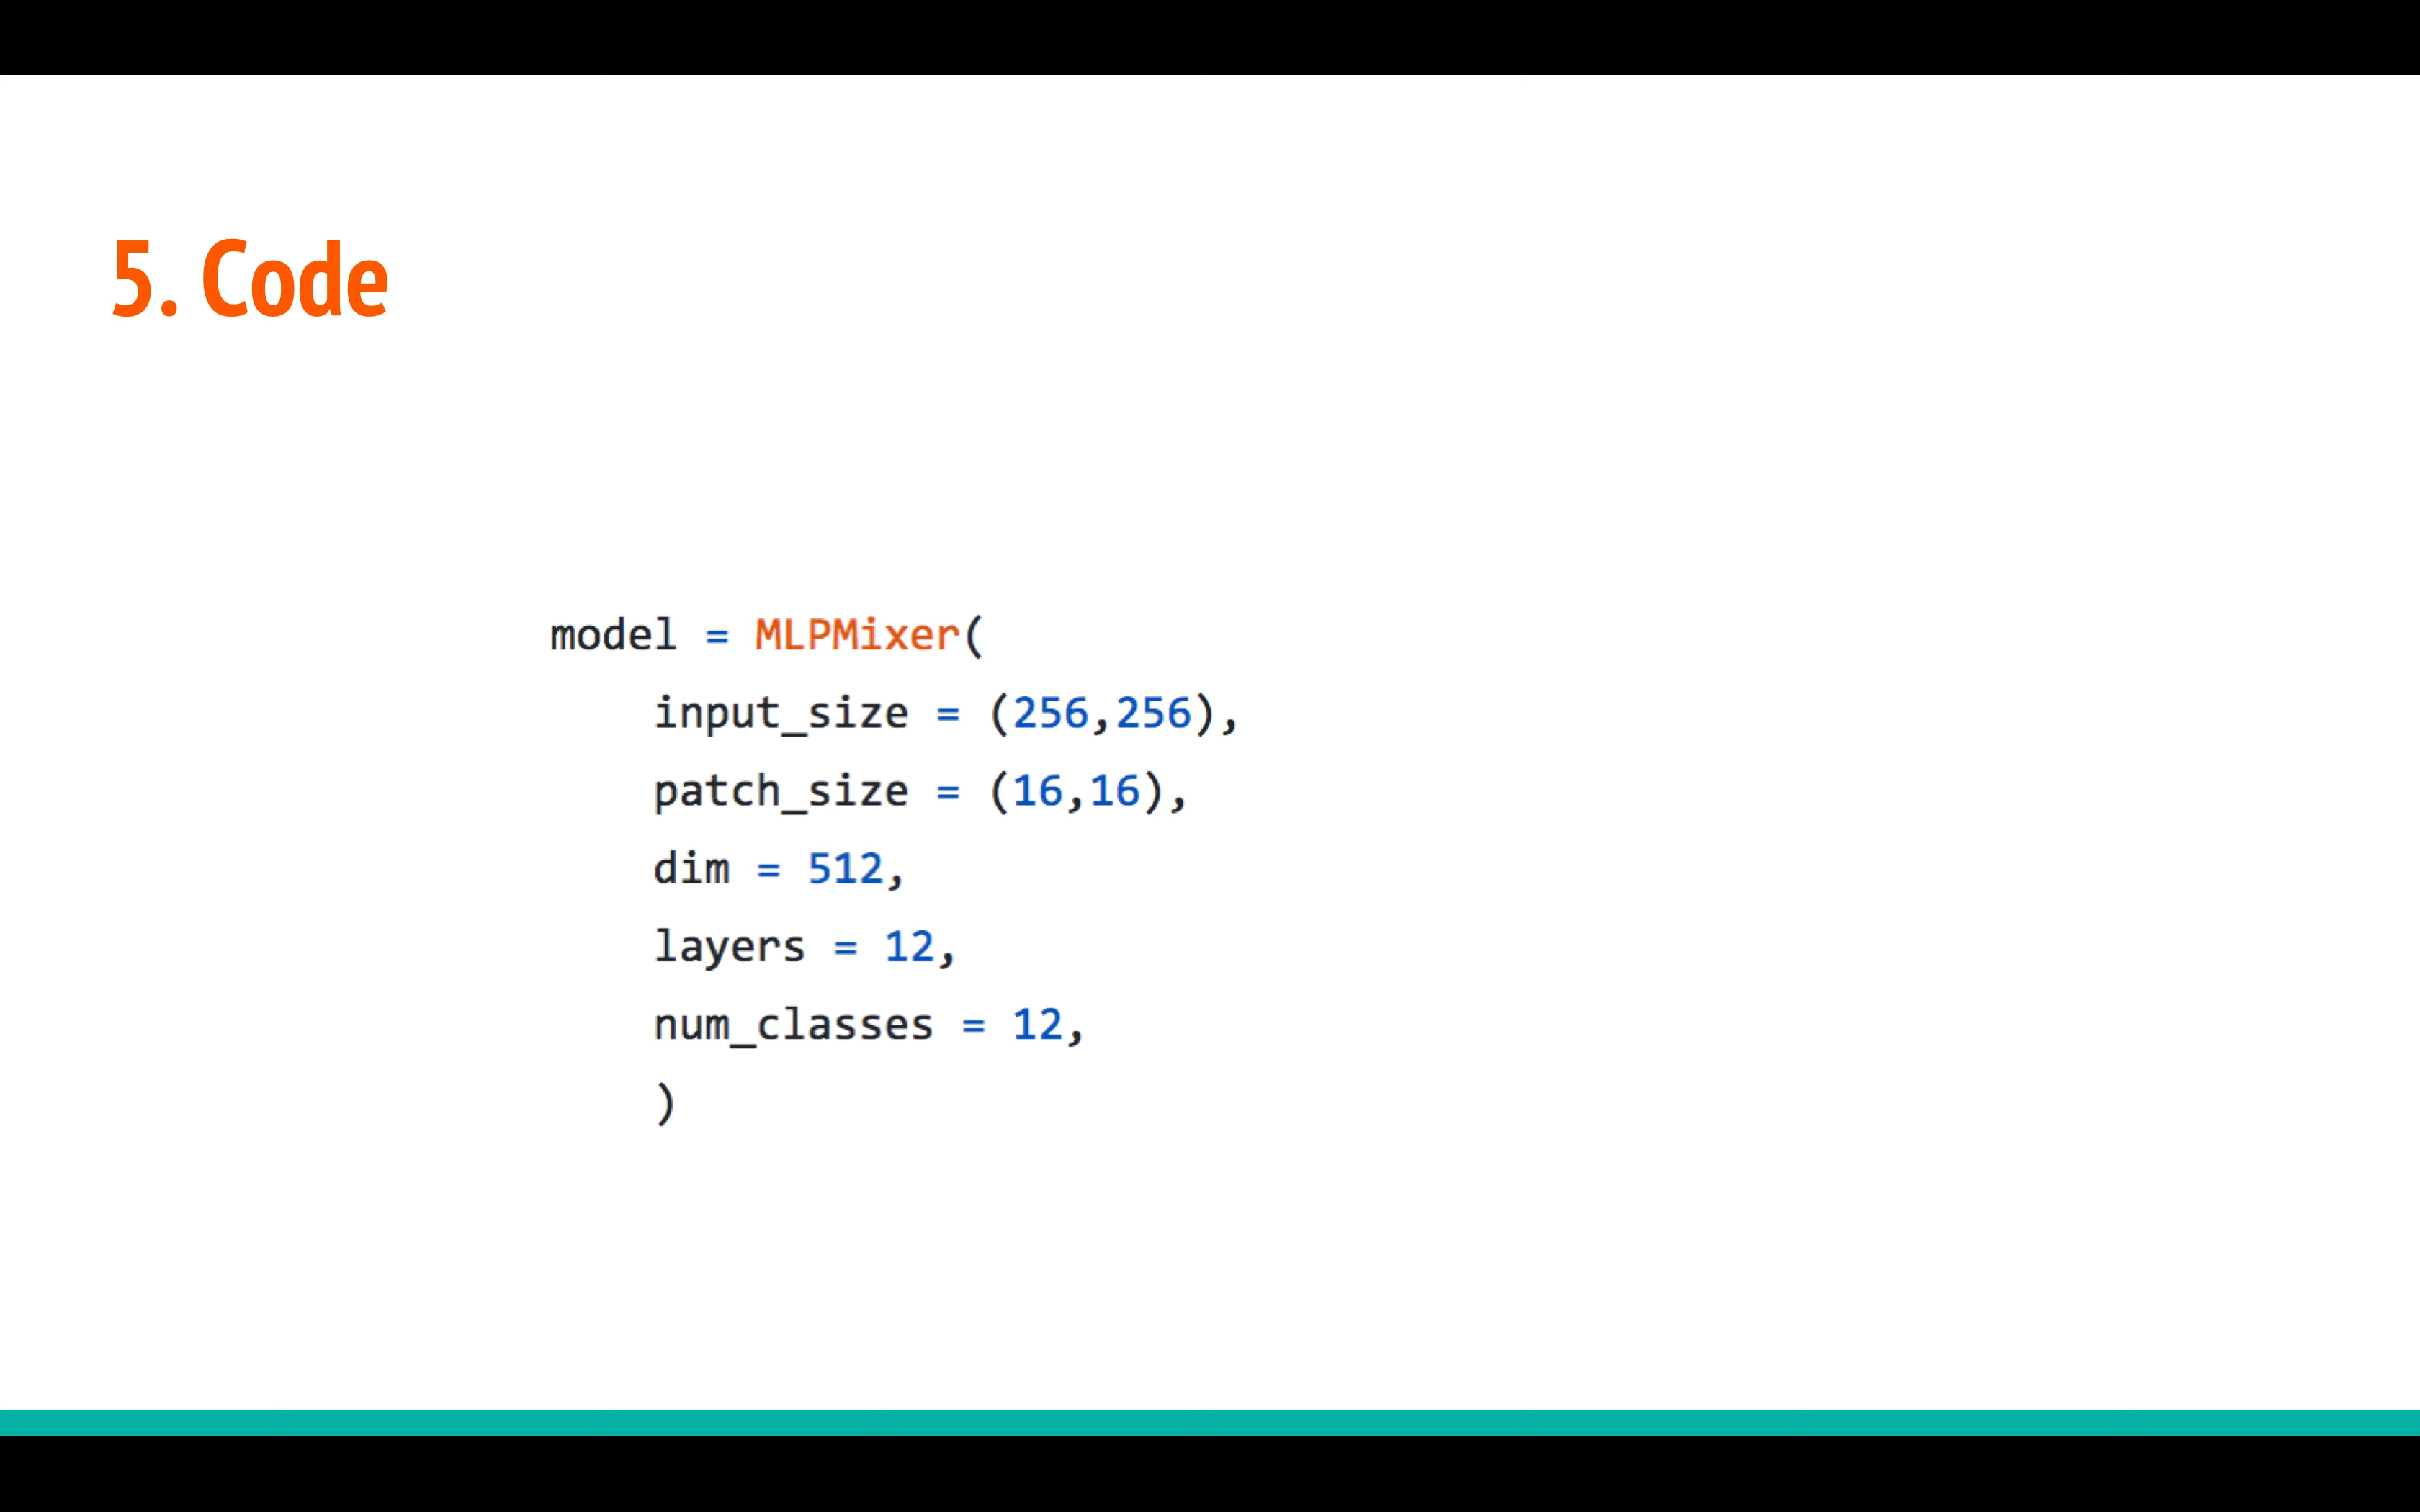 5. Code
model = MLPMixer(
    input_size = (256,256),
    patch_size = (16,16),
    dim = 512,
    layers = 12,
    num_classes = 12,
    )